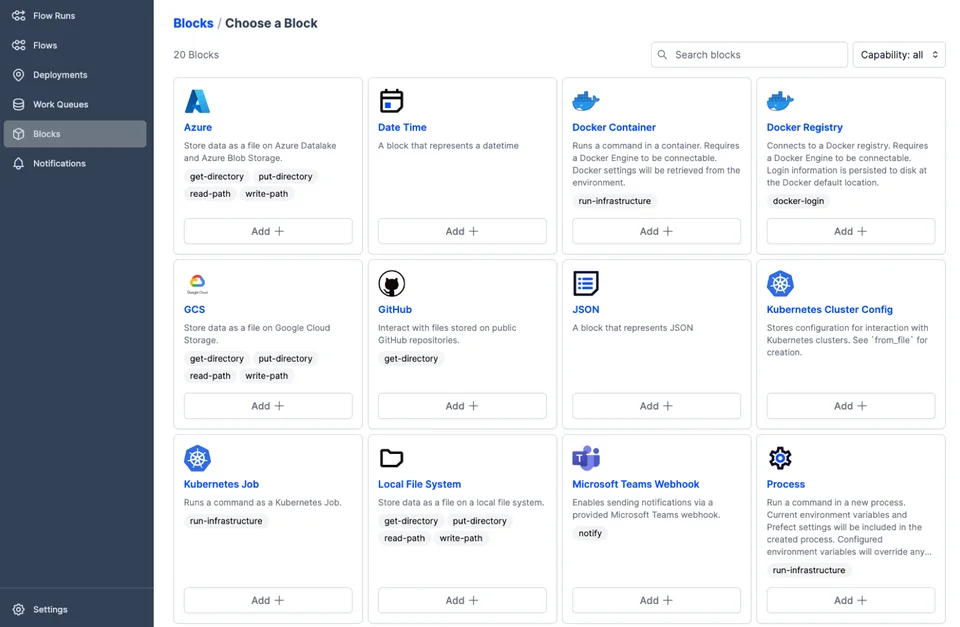 Flow Runs
Flows
Deployments
Work Queues
Blocks
Notifications
Settings
Blocks / Choose a Block
20 Blocks
Search blocks
Capability: all
Azure
Store data as a file on Azure Datalake
and Azure Blob Storage.
get-directory put-directory
read-path write-path
Add +
Date Time
A block that represents a datetime
Add +
Docker Container
Runs a command in a container. Requires
a Docker Engine to be connectable.
Docker settings will be retrieved from the
environment.
run-infrastructure
Add +
Docker Registry
Connects to a Docker registry. Requires
a Docker Engine to be connectable.
Login information is persisted to disk at
the Docker default location.
docker-login
Add +
Google Cloud
GCS
Store data as a file on Google Cloud
Storage.
get-directory put-directory
read-path write-path
Add +
GitHub
Interact with files stored on public
GitHub repositories.
get-directory
Add +
JSON
A block that represents JSON
Add +
Kubernetes Cluster Config
Stores configuration for interaction with
Kubernetes clusters. See `from_file` for
creation.
Add +
Kubernetes Job
Runs a command as a Kubernetes Job.
run-infrastructure
Add +
Local File System
Store data as a file on a local file system.
get-directory put-directory
read-path write-path
Add +
T
Microsoft Teams Webhook
Enables sending notifications via a
provided Microsoft Teams webhook.
notify
Add +
Process
Run a command in a new process.
Current environment variables and
Prefect settings will be included in the
created process. Configured
environment variables will override any...
run-infrastructure
Add +